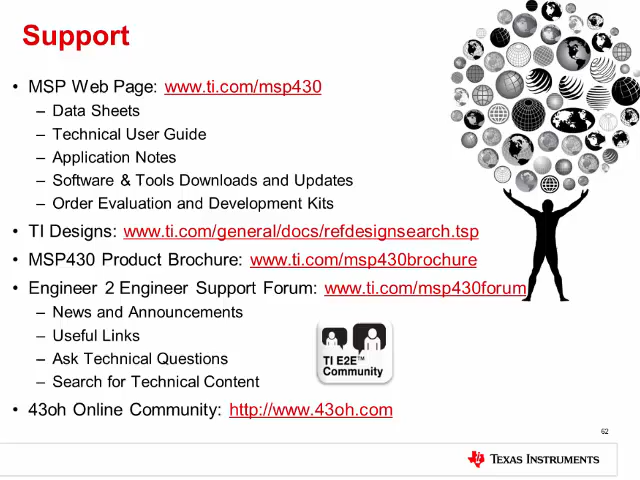 Support
• MSP Web Page: www.ti.com/msp430
– Data Sheets
– Technical User Guide
– Application Notes
– Software & Tools Downloads and Updates
– Order Evaluation and Development Kits
• TI Designs: www.ti.com/general/docs/refdesignsearch.tsp
• MSP430 Product Brochure: www.ti.com/msp430brochure
• Engineer 2 Engineer Support Forum: www.ti.com/msp430forum
– News and Announcements
– Useful Links
– Ask Technical Questions
– Search for Technical Content
TI E2E™
Community
• 43oh Online Community: http://www.43oh.com
62
TEXAS INSTRUMENTS